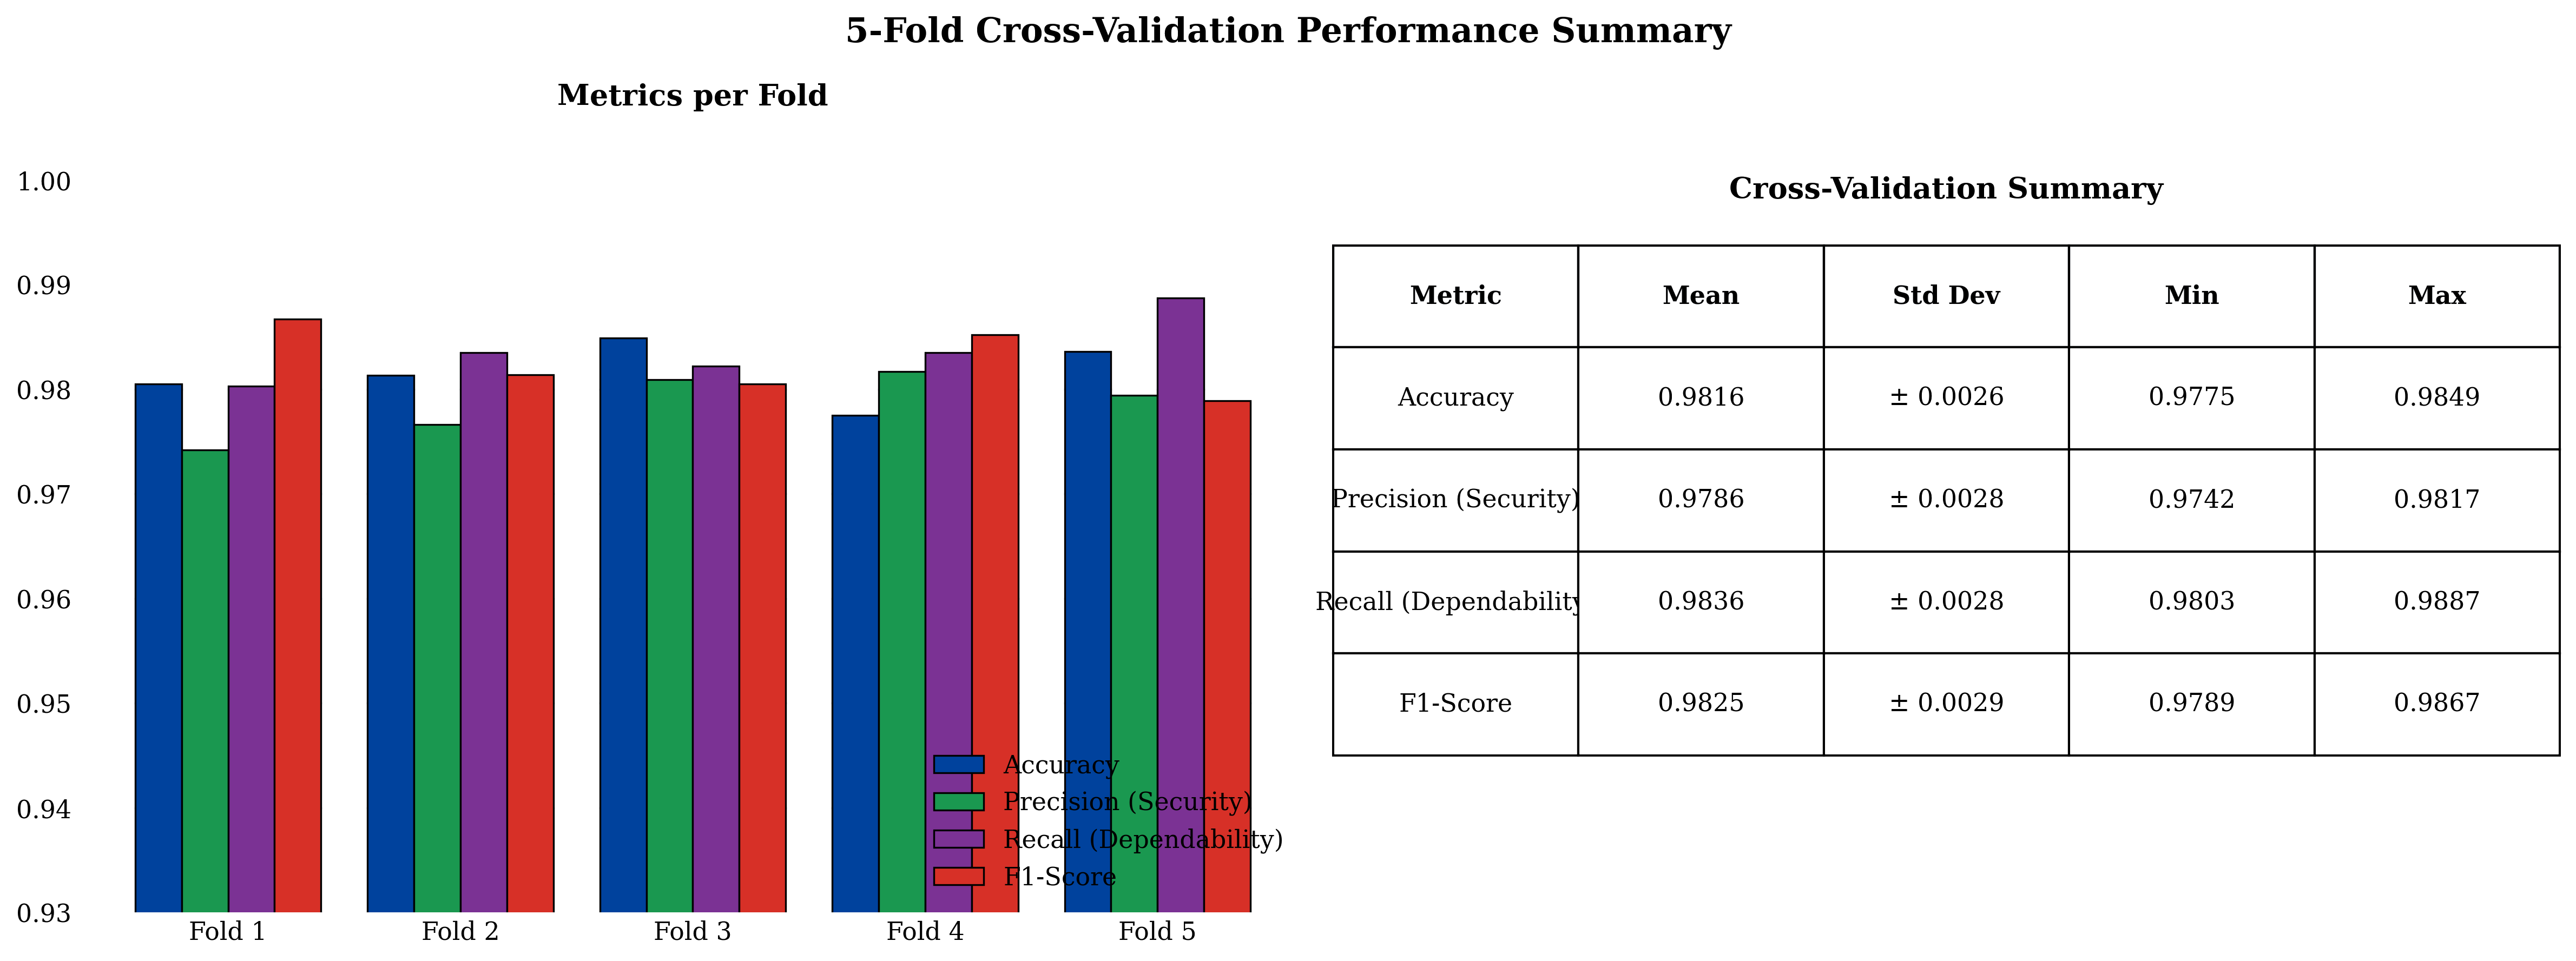 5-Fold Cross-Validation Performance Summary
Metrics per Fold
1.00
0.99
0.98
0.97
0.96
0.95
0.94
0.93
Fold 1 Fold 2 Fold 3 Fold 4 Fold 5
Accuracy
Precision (Security)
Recall (Dependability)
F1-Score
Cross-Validation Summary
Metric Mean Std Dev Min Max
Accuracy 0.9816 ± 0.0026 0.9775 0.9849
Precision (Security) 0.9786 ± 0.0028 0.9742 0.9817
Recall (Dependability 0.9836 ± 0.0028 0.9803 0.9887
F1-Score 0.9825 ± 0.0029 0.9789 0.9867